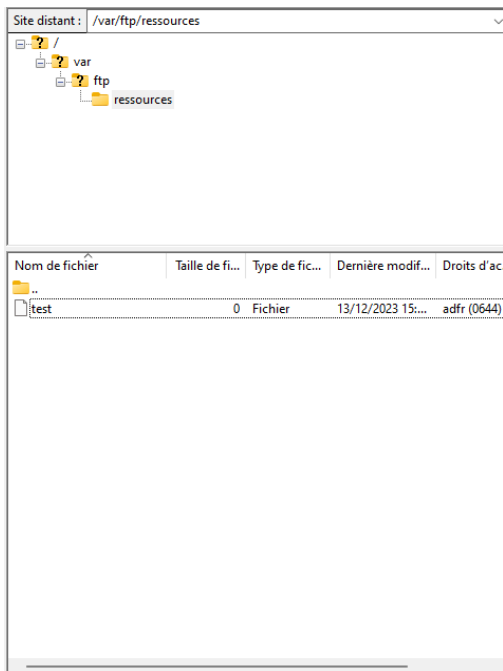 Site distant : /var/ftp/ressources
/
var
ftp
ressources
Nom de fichier Taille de fi... Type de fic... Dernière modif... Droits d'ac
..
test 0 Fichier 13/12/2023 15:... adfr (0644)